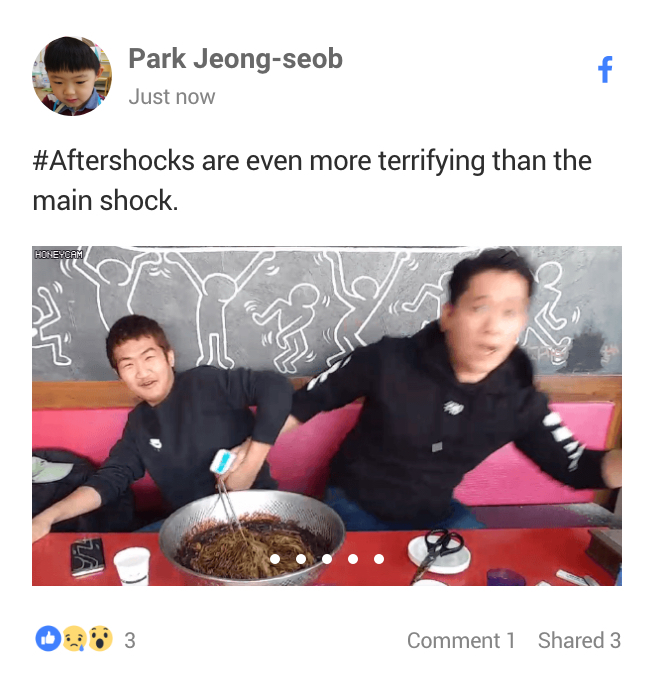 Park Jeong-seob
f
Just now
#Aftershocks are even more terrifying than the
main shock.
HONEYCAM
3
Comment 1 Shared 3